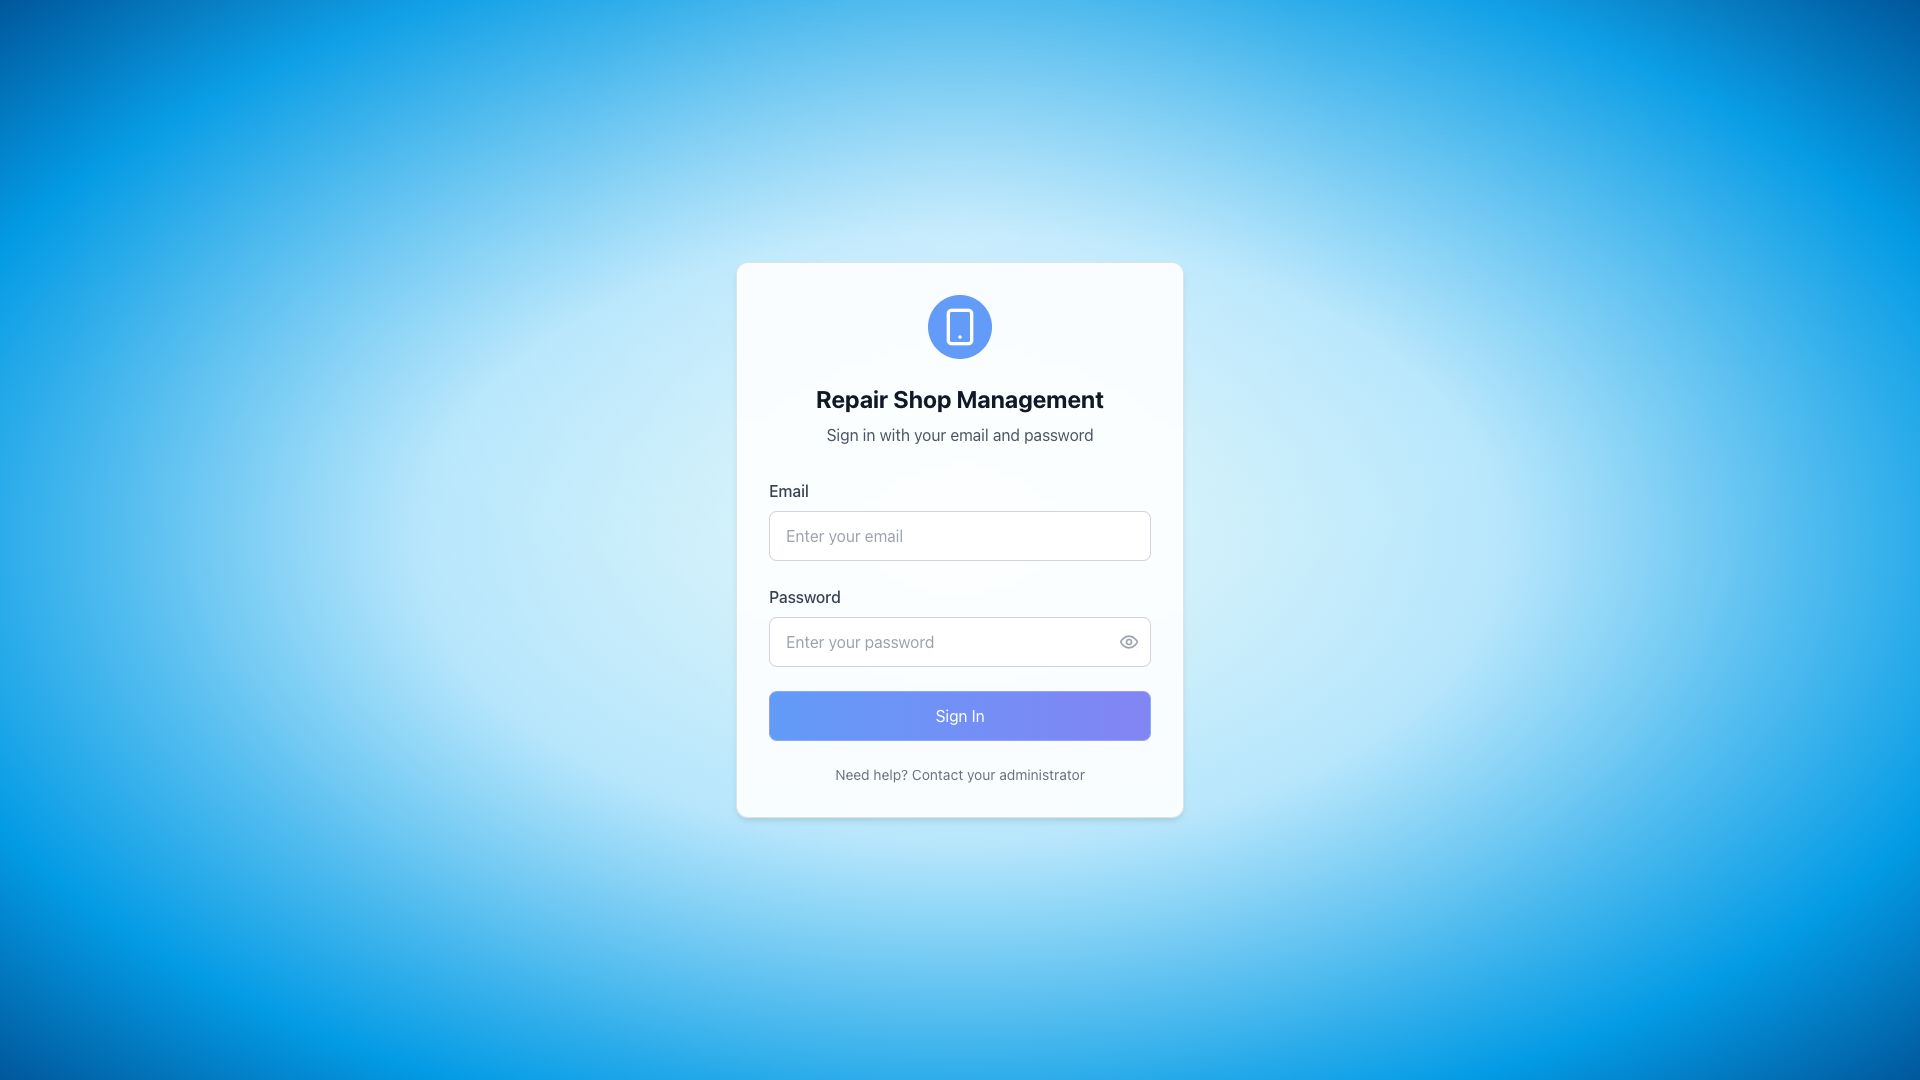 Repair Shop Management
Sign in with your email and password
Email
Enter your email
Password
Enter your password
Sign In
Need help? Contact your administrator